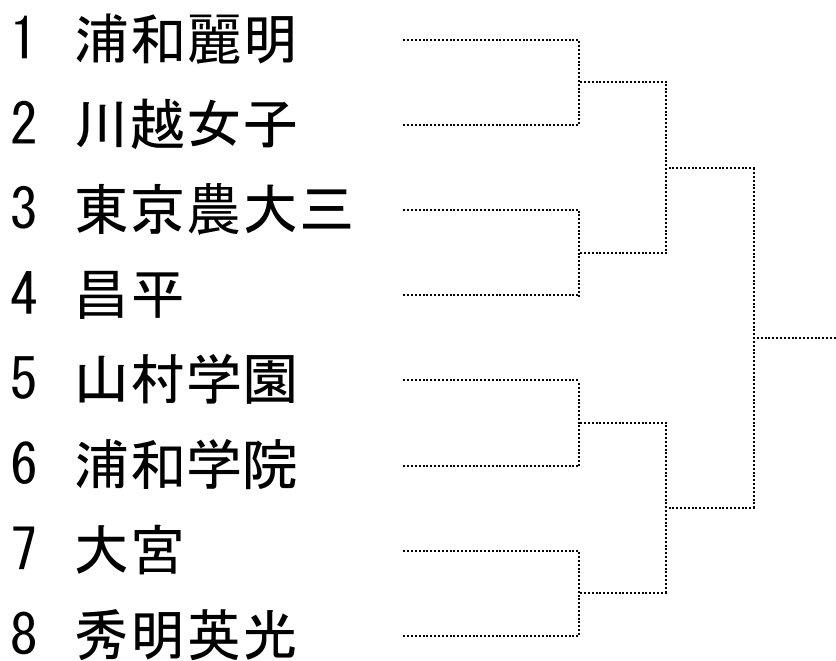 1 浦和麗明
2 川越女子
3 東京農大三
4 昌平
5 山村学園
6 浦和学院
7 大宮
8 秀明英光